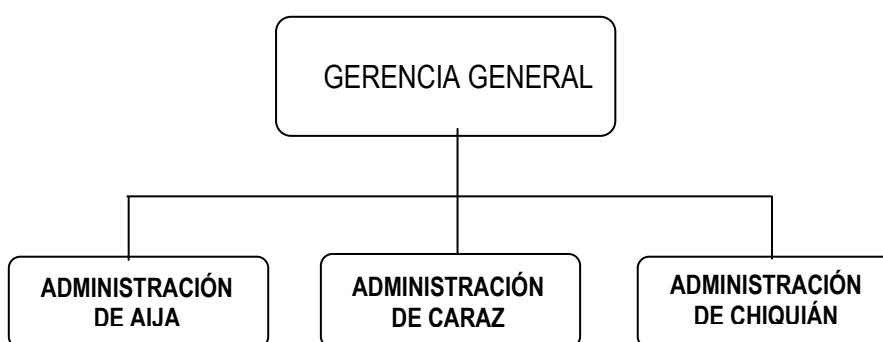 GERENCIA GENERAL
ADMINISTRACIÓN
DE AIJA
ADMINISTRACIÓN
DE CARAZ
ADMINISTRACIÓN
DE CHIQUIÁN